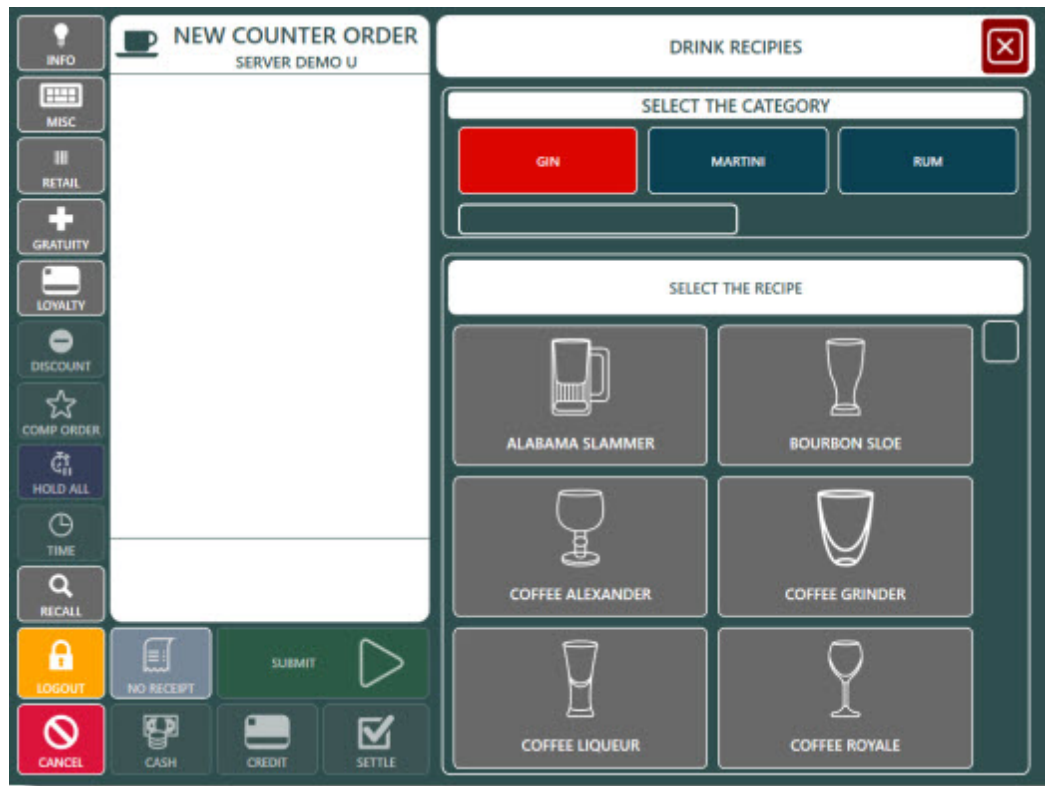 INFO
MISC
RETAIL
GRATUITY
LOYALTY
DISCOUNT
COMP ORDER
HOLD ALL
TIME
RECALL
LOGOUT
CANCEL
NEW COUNTER ORDER
SERVER DEMO U
NO RECEIPT
SUBMIT
CASH
CREDIT
SETTLE
DRINK RECIPIES
SELECT THE CATEGORY
GIN
MARTINI
RUM
SELECT THE RECIPE
ALABAMA SLAMMER
BOURBON SLOE
COFFEE ALEXANDER
COFFEE GRINDER
COFFEE LIQUEUR
COFFEE ROYALE